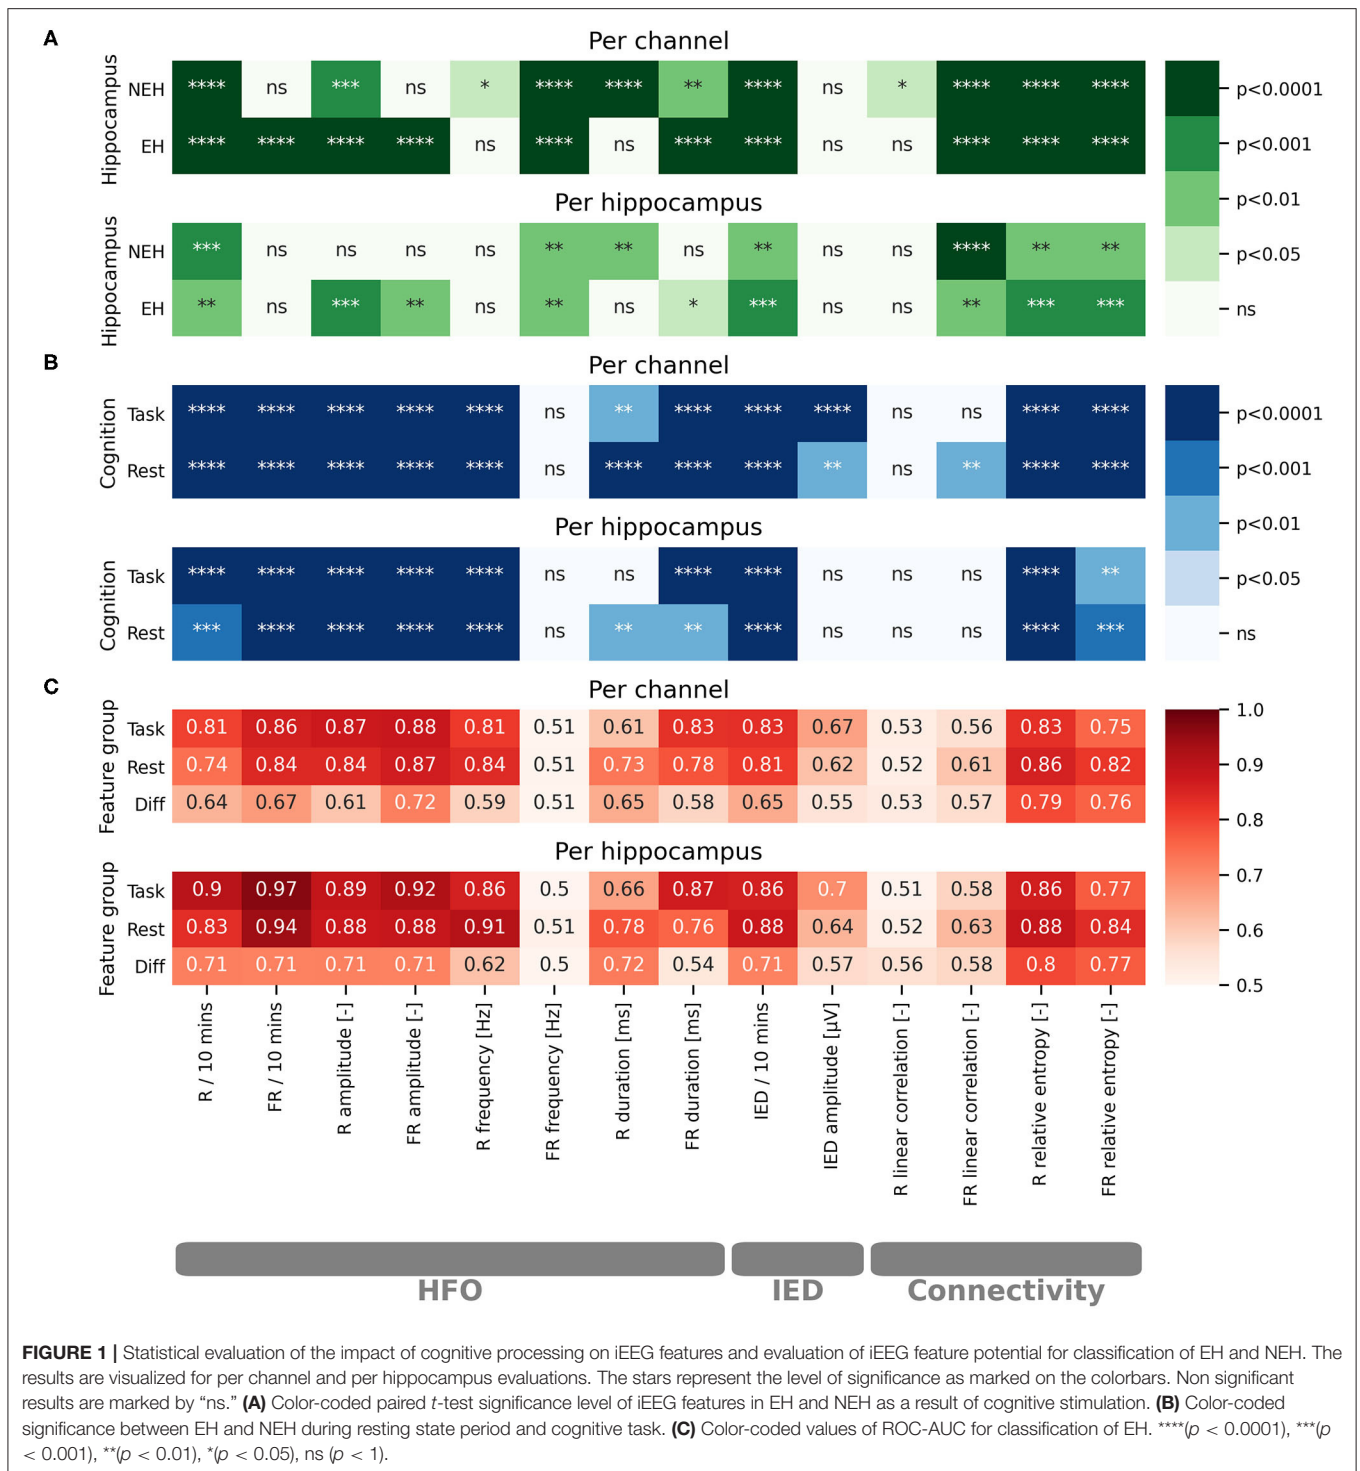 A
Per channel
Hippocampus
NEH **** ns *** ns * **** **** ** **** ns * **** **** ****
EH **** **** **** **** ns **** ns **** **** ns ns **** **** ****
Per hippocampus
Hippocampus
NEH *** ns ns ns ns ** ** ns ** ns ns **** ** **
EH ** ns *** ** ns ** ns * *** ns ns ** *** ***
p<0.0001
p<0.001
p<0.01
p<0.05
ns
B
Per channel
Cognition
Task **** **** **** **** **** ns ** **** **** **** ns ns **** ****
Rest **** **** **** **** **** ns **** **** **** ** ns ** **** ****
Per hippocampus
Cognition
Task **** **** **** **** **** ns ns **** **** ns ns ns **** **
Rest *** **** **** **** **** ns ** ** **** ns ns ns **** ***
p<0.0001
p<0.001
p<0.01
p<0.05
ns
C
Per channel
Feature group
Task 0.81 0.86 0.87 0.88 0.81 0.51 0.61 0.83 0.83 0.67 0.53 0.56 0.83 0.75
Rest 0.74 0.84 0.84 0.87 0.84 0.51 0.73 0.78 0.81 0.62 0.52 0.61 0.86 0.82
Diff 0.64 0.67 0.61 0.72 0.59 0.51 0.65 0.58 0.65 0.55 0.53 0.57 0.79 0.76
Per hippocampus
Feature group
Task 0.9 0.97 0.89 0.92 0.86 0.5 0.66 0.87 0.86 0.7 0.51 0.58 0.86 0.77
Rest 0.83 0.94 0.88 0.88 0.91 0.51 0.78 0.76 0.88 0.64 0.52 0.63 0.88 0.84
Diff 0.71 0.71 0.71 0.71 0.62 0.5 0.72 0.54 0.71 0.57 0.56 0.58 0.8 0.77
1.0
0.9
0.8
0.7
0.6
0.5
R / 10 mins
FR / 10 mins
R amplitude [-]
FR amplitude [-]
R frequency [Hz]
FR frequency [Hz]
R duration [ms]
FR duration [ms]
IED / 10 mins
IED amplitude [µV]
R linear correlation [-]
FR linear correlation [-]
R relative entropy [-]
FR relative entropy [-]
HFO
IED
Connectivity
FIGURE 1 | Statistical evaluation of the impact of cognitive processing on iEEG features and evaluation of iEEG feature potential for classification of EH and NEH. The
results are visualized for per channel and per hippocampus evaluations. The stars represent the level of significance as marked on the colorbars. Non significant
results are marked by “ns.” (A) Color-coded paired t-test significance level of iEEG features in EH and NEH as a result of cognitive stimulation. (B) Color-coded
significance between EH and NEH during resting state period and cognitive task. (C) Color-coded values of ROC-AUC for classification of EH. ****(p < 0.0001), ***(p
< 0.001), **(p < 0.01), *(p < 0.05), ns (p < 1).